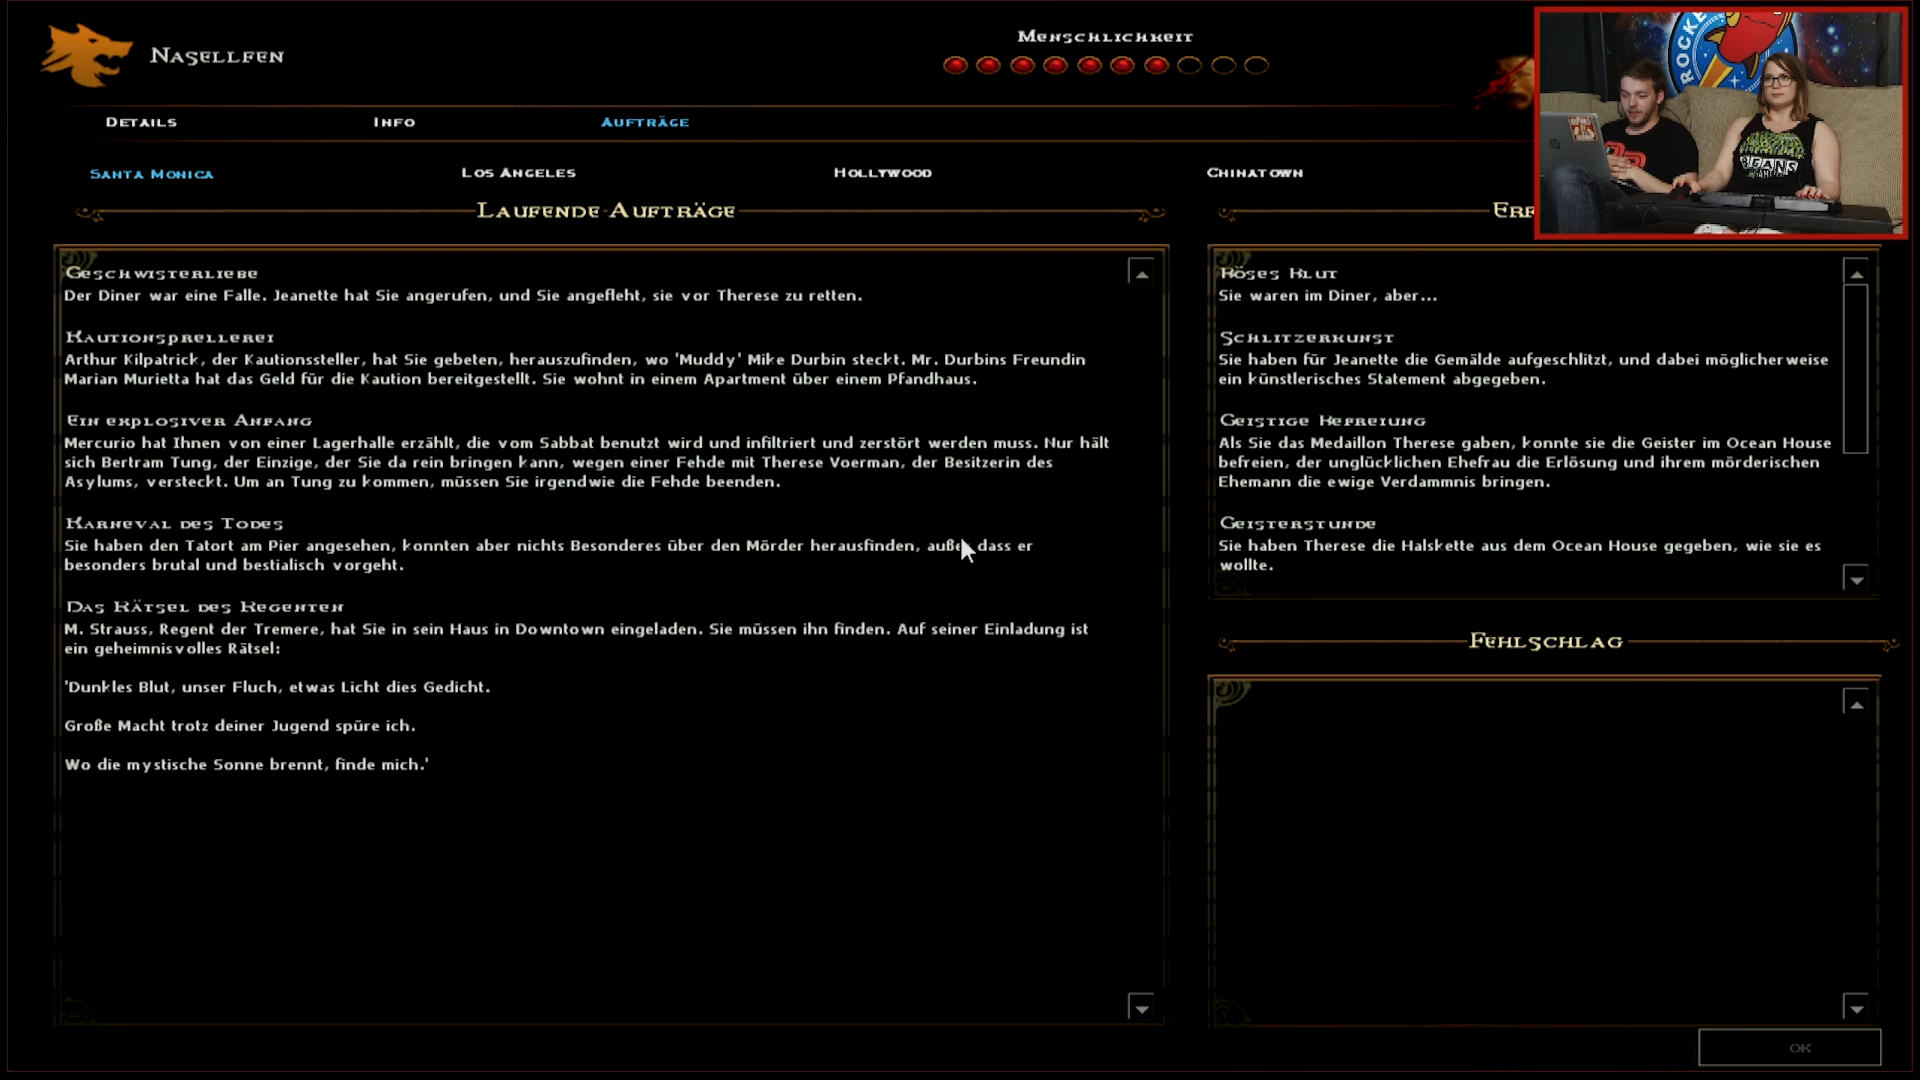 Nasellfen
Menschlichkeit
Details
Info
Aufträge
Santa Monica
Los Angeles
Hollywood
Chinatown
Laufende Aufträge
Geschwisterliebe
Der Diner war eine Falle. Jeanette hat Sie angerufen, und Sie angefleht, sie vor Therese zu retten.
Kautionsprellerei
Arthur Kilpatrick, der Kautionssteller, hat Sie gebeten, herauszufinden, wo 'Muddy' Mike Durbin steckt. Mr. Durbins Freundin
Marian Murietta hat das Geld für die Kaution bereitgestellt. Sie wohnt in einem Apartment über einem Pfandhaus.
Ein explosiver Anfang
Mercurio hat Ihnen von einer Lagerhalle erzählt, die vom Sabbat benutzt wird und infiltriert und zerstört werden muss. Nur hält
sich Bertram Tung, der Einzige, der Sie da rein bringen kann, wegen einer Fehde mit Therese Voerman, der Besitzerin des
Asylums, versteckt. Um an Tung zu kommen, müssen Sie irgendwie die Fehde beenden.
Karneval des Todes
Sie haben den Tatort am Pier angesehen, konnten aber nichts Besonderes über den Mörder herausfinden, außer dass er
besonders brutal und bestialisch vorgeht.
Das Rätsel des Regenten
M. Strauss, Regent der Tremere, hat Sie in sein Haus in Downtown eingeladen. Sie müssen ihn finden. Auf seiner Einladung ist
ein geheimnisvolles Rätsel:
'Dunkles Blut, unser Fluch, etwas Licht dies Gedicht.
Große Macht trotz deiner Jugend spüre ich.
Wo die mystische Sonne brennt, finde mich.'
Erf
Böses Blut
Sie waren im Diner, aber...
Schlitzerkunst
Sie haben für Jeanette die Gemälde aufgeschlitzt, und dabei möglicherweise
ein künstlerisches Statement abgegeben.
Geistige Befreiung
Als Sie das Medaillon Therese gaben, konnte sie die Geister im Ocean House
befreien, der unglücklichen Ehefrau die Erlösung und ihrem mörderischen
Ehemann die ewige Verdammnis bringen.
Geisterstunde
Sie haben Therese die Halskette aus dem Ocean House gegeben, wie sie es
wollte.
Fehlschlag
OK
ROCKE
BEANS